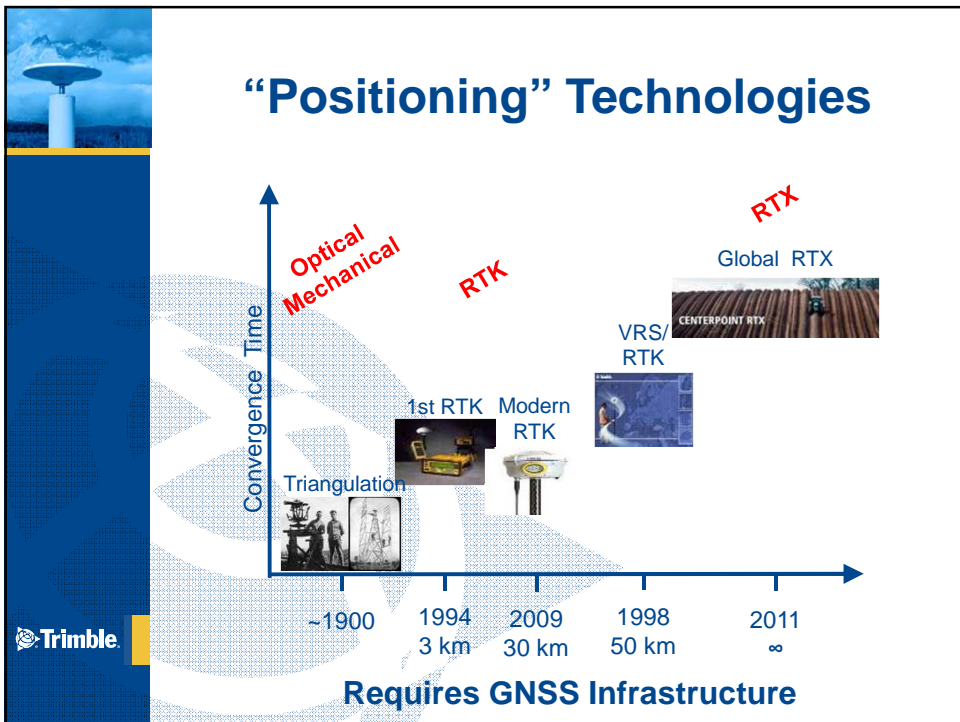 “Positioning” Technologies
Convergence Time
Optical
Mechanical
RTK
RTX
Triangulation
1st RTK
Modern
RTK
VRS/
RTK
Global RTX
CENTERPOINT RTX
~1900
1994
3 km
2009
30 km
1998
50 km
2011
∞
Trimble.
Requires GNSS Infrastructure